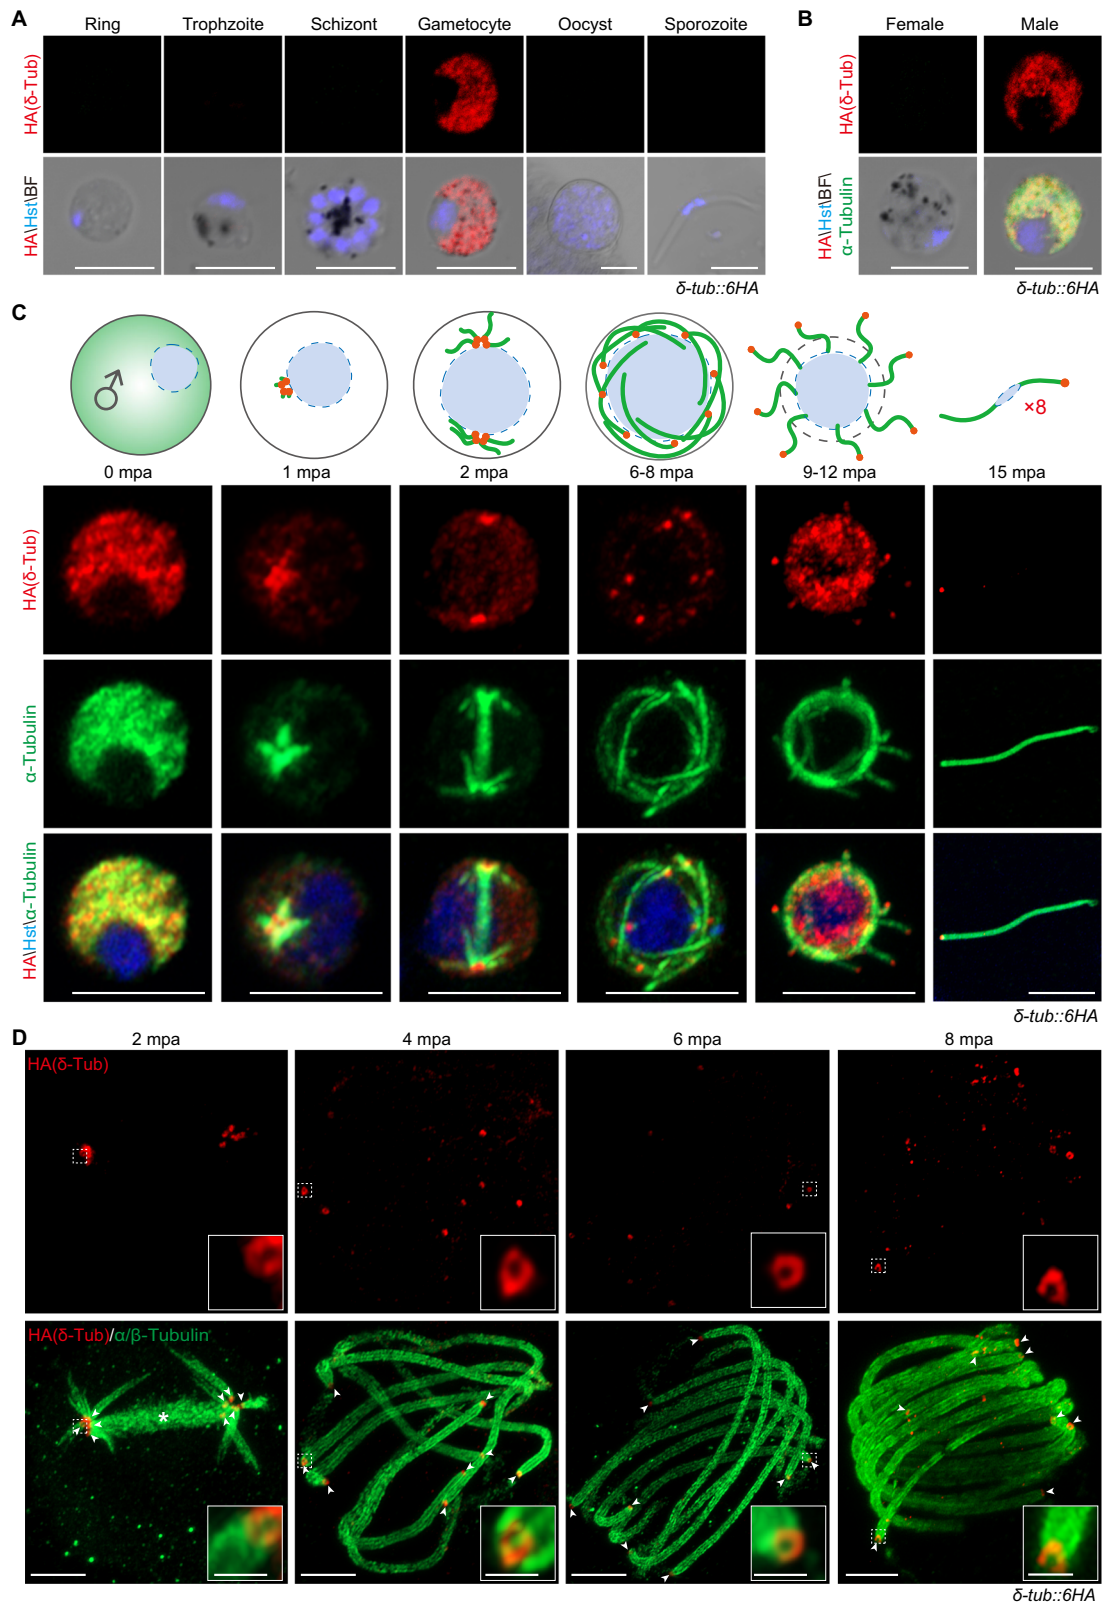 A
Ring Trophzoite Schizont Gametocyte Oocyst Sporozoite
HA(δ-Tub)
HA\Hst\BF
δ-tub::6HA
B
Female Male
HA(δ-Tub)
HA\Hst\BF\
α-Tubulin
δ-tub::6HA
C
♂
×8
0 mpa 1 mpa 2 mpa 6-8 mpa 9-12 mpa 15 mpa
HA(δ-Tub)
α-Tubulin
HA\Hst\α-Tubulin
δ-tub::6HA
D
2 mpa 4 mpa 6 mpa 8 mpa
HA(δ-Tub)
HA(δ-Tub)/α/β-Tubulin
*
δ-tub::6HA